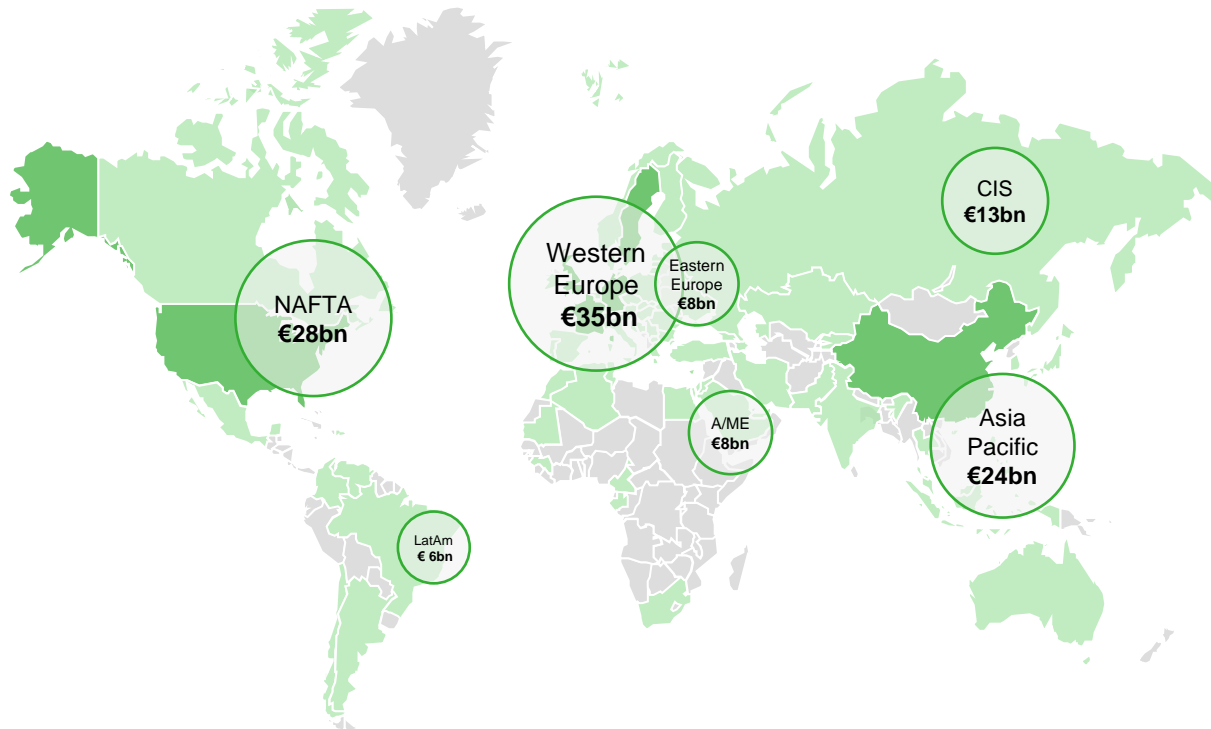 CIS
€13bn
Western
Europe
€35bn
Eastern
Europe
€8bn
NAFTA
€28bn
A/ME
€8bn
Asia
Pacific
€24bn
LatAm
€ 6bn